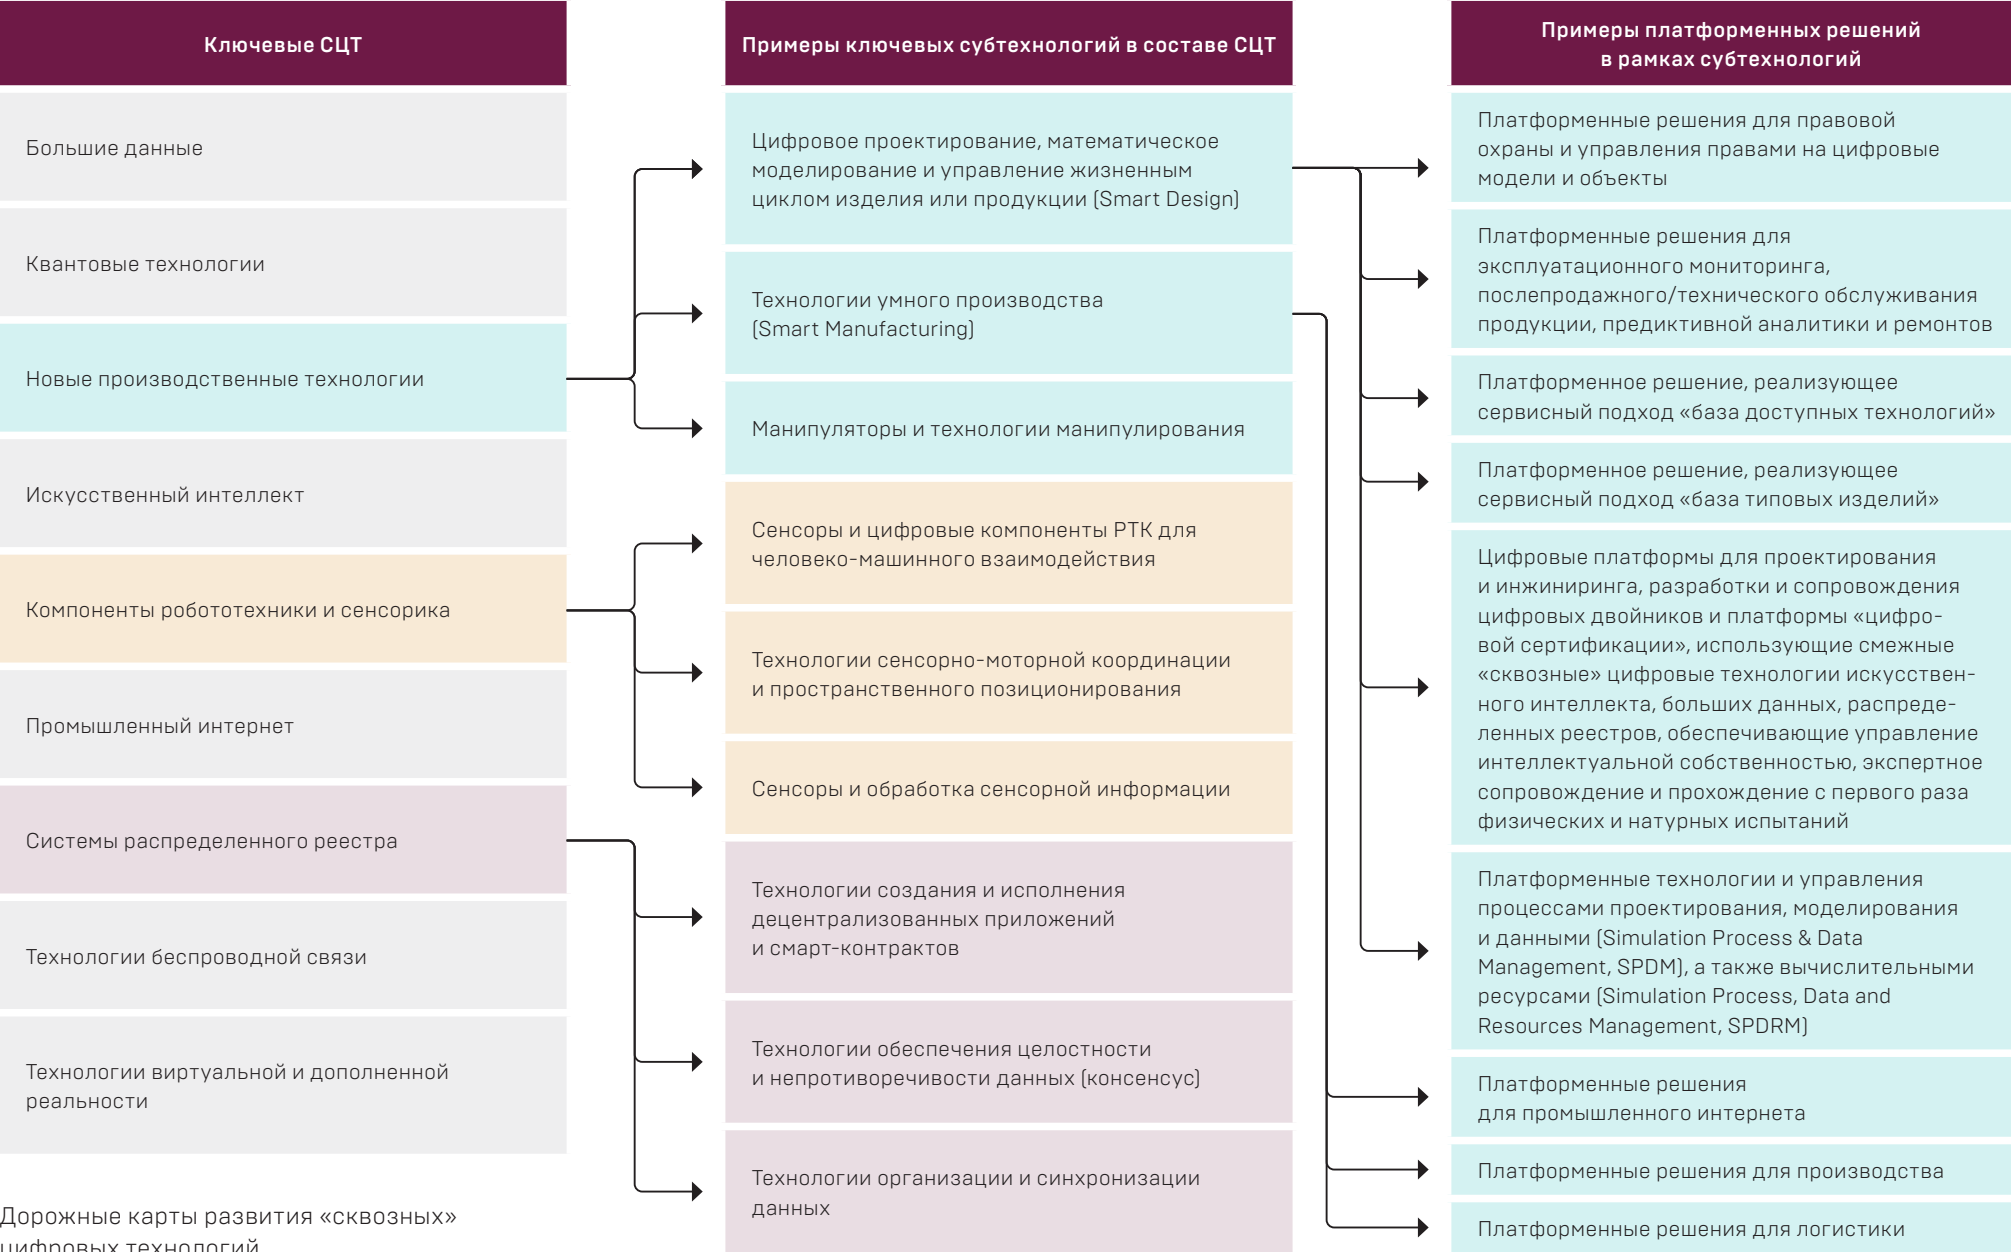 Ключевые СЦТ
Большие данные
Квантовые технологии
Новые производственные технологии
Искусственный интеллект
Компоненты робототехники и сенсорика
Промышленный интернет
Системы распределенного реестра
Технологии беспроводной связи
Технологии виртуальной и дополненной
реальности
Дорожные карты развития «сквозных»
цифровых технологий
Примеры ключевых субтехнологий в составе СЦТ
Цифровое проектирование, математическое
моделирование и управление жизненным
циклом изделия или продукции (Smart Design)
Технологии умного производства
(Smart Manufacturing)
Манипуляторы и технологии манипулирования
Сенсоры и цифровые компоненты РТК для
человеко-машинного взаимодействия
Технологии сенсорно-моторной координации
и пространственного позиционирования
Сенсоры и обработка сенсорной информации
Технологии создания и исполнения
децентрализованных приложений
и смарт-контрактов
Технологии обеспечения целостности
и непротиворечивости данных (консенсус)
Технологии организации и синхронизации
данных
Примеры платформенных решений
в рамках субтехнологий
Платформенные решения для правовой
охраны и управления правами на цифровые
модели и объекты
Платформенные решения для
эксплуатационного мониторинга,
послепродажного/технического обслуживания
продукции, предиктивной аналитики и ремонтов
Платформенное решение, реализующее
сервисный подход «база доступных технологий»
Платформенное решение, реализующее
сервисный подход «база типовых изделий»
Цифровые платформы для проектирования
и инжиниринга, разработки и сопровождения
цифровых двойников и платформы «цифро-
вой сертификации», использующие смежные
«сквозные» цифровые технологии искусствен-
ного интеллекта, больших данных, распреде-
ленных реестров, обеспечивающие управление
интеллектуальной собственностью, экспертное
сопровождение и прохождение с первого раза
физических и натурных испытаний
Платформенные технологии и управления
процессами проектирования, моделирования
и данными (Simulation Process & Data
Management, SPDM), а также вычислительными
ресурсами (Simulation Process, Data and
Resources Management, SPDRM)
Платформенные решения
для промышленного интернета
Платформенные решения для производства
Платформенные решения для логистики